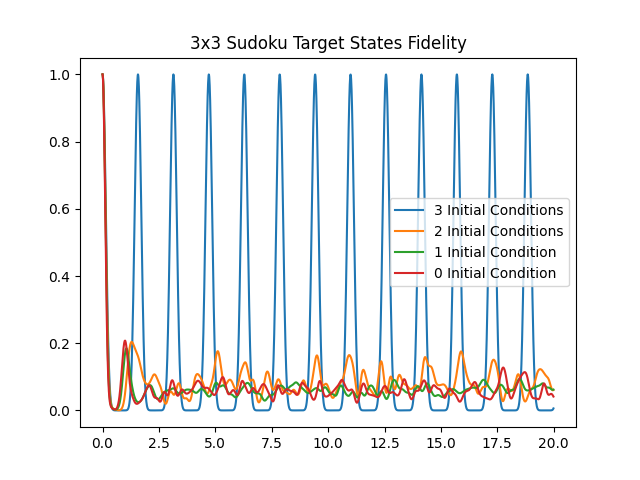 3x3 Sudoku Target States Fidelity
1.0
0.8
0.6
0.4
0.2
0.0
3 Initial Conditions
2 Initial Conditions
1 Initial Condition
0 Initial Condition
0.0 2.5 5.0 7.5 10.0 12.5 15.0 17.5 20.0